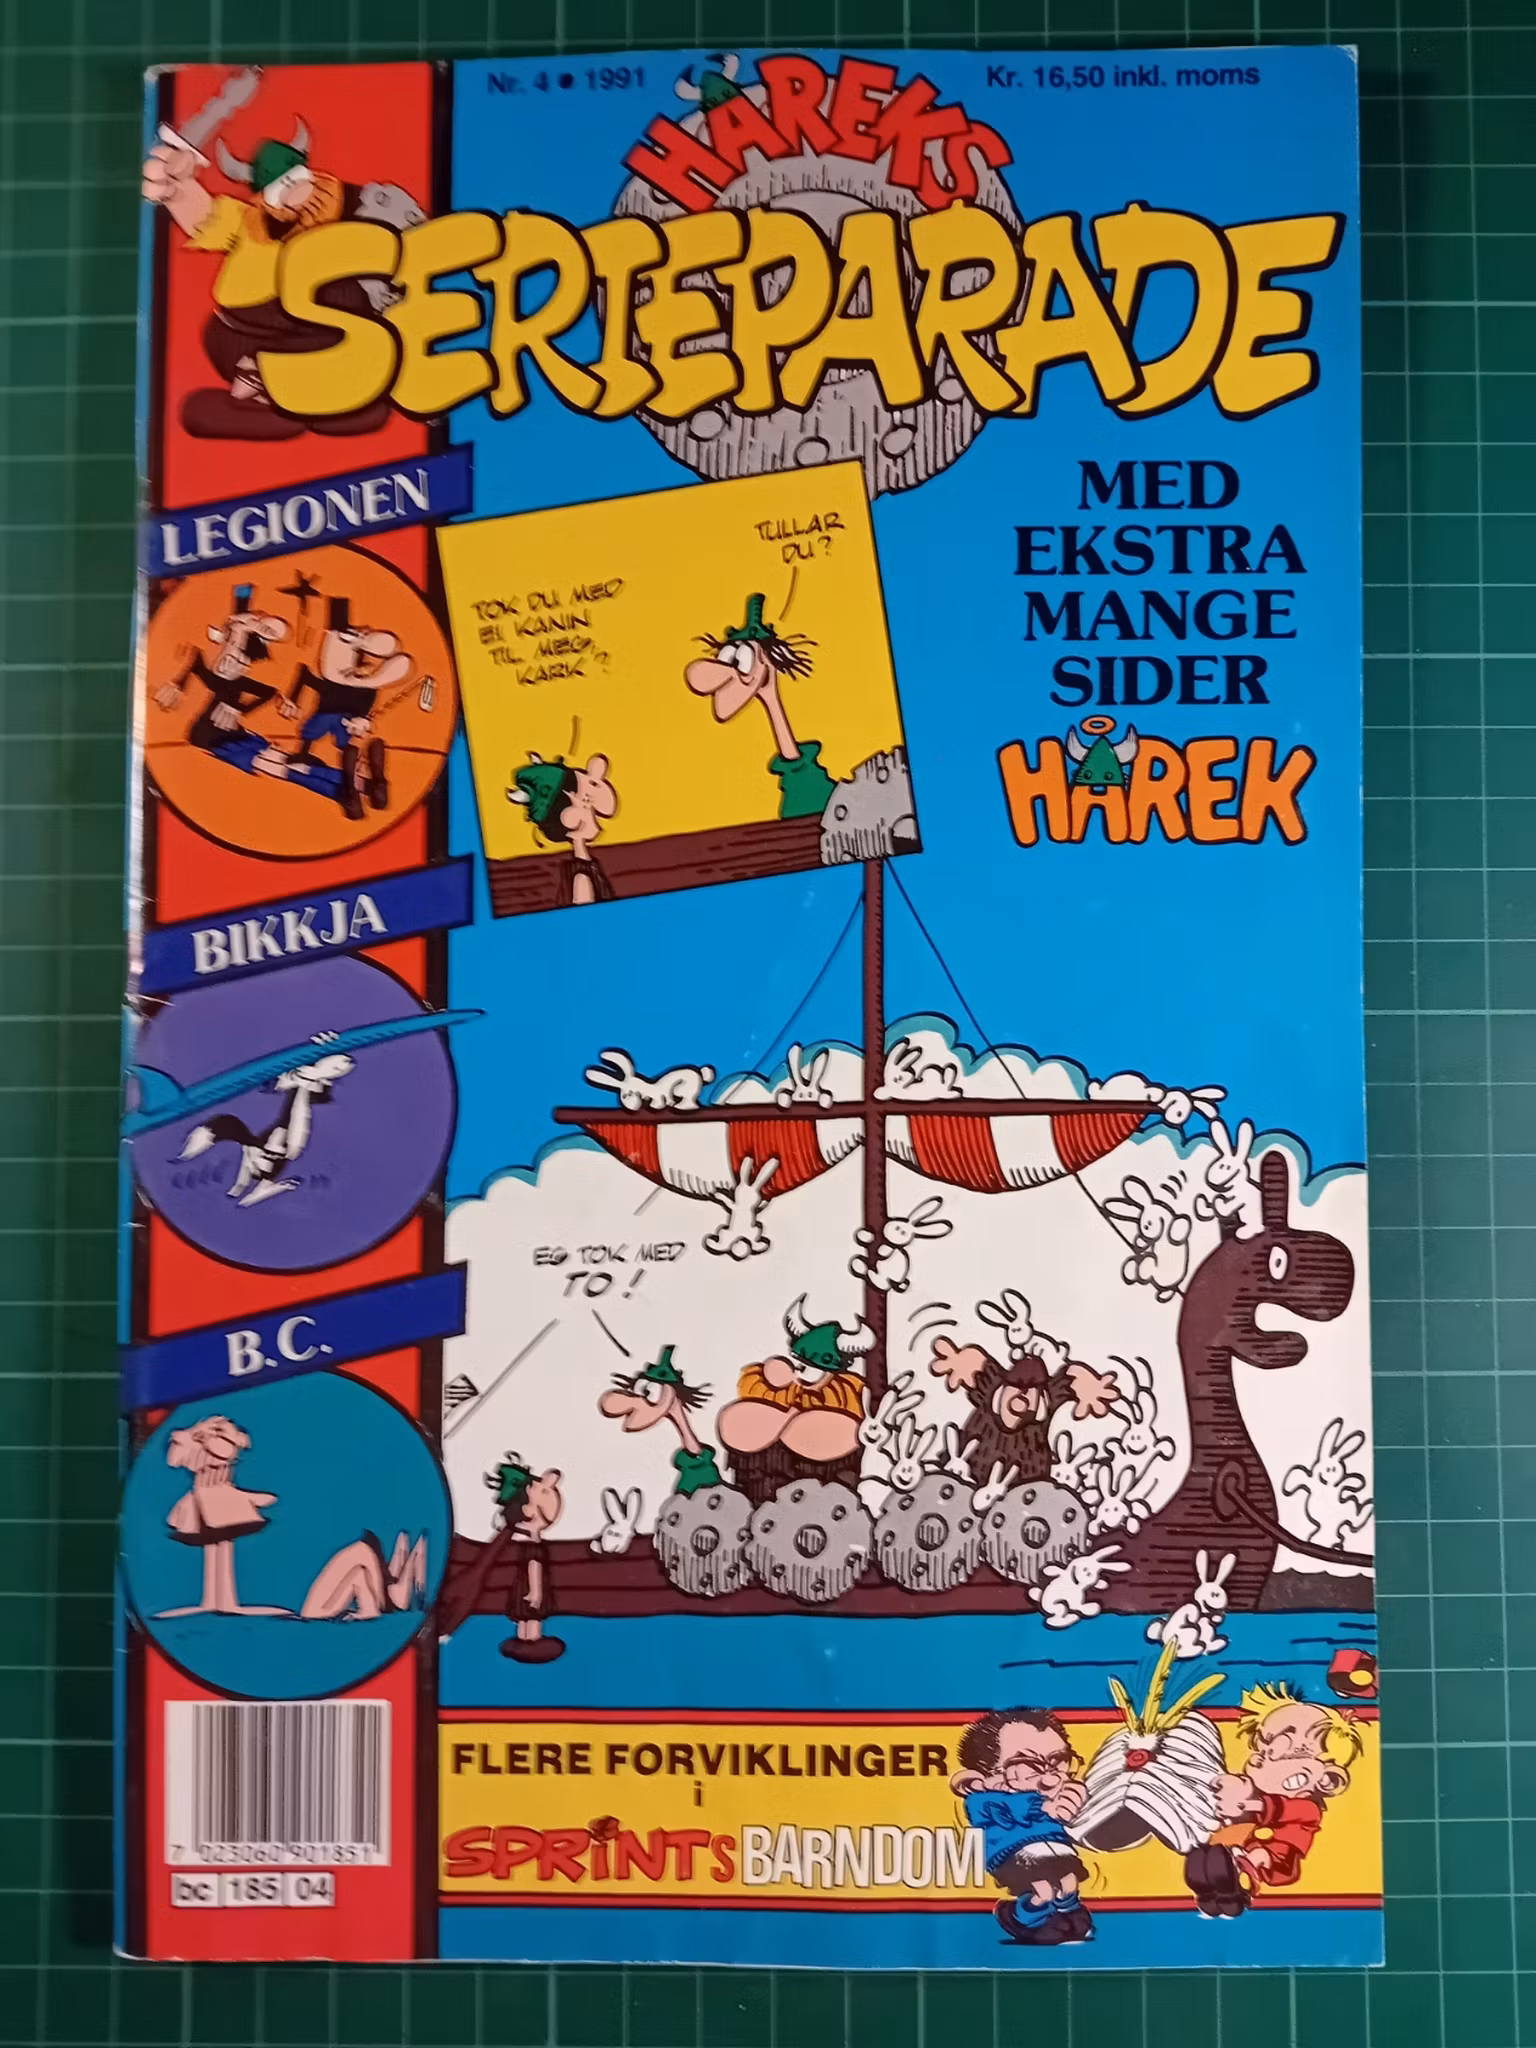 Nr. 4 • 1991
Kr. 16,50 inkl. moms
HÅREKS
SERIEPARADE
LEGIONEN
BIKKJA
B.C.
MED
EKSTRA
MANGE
SIDER
HÅREK
TULLAR
DU?
TOK DU MED
EI KANIN
TIL MEG,
KARK?
EG TOK MED
TO!
FLERE FORVIKLINGER
i
SPRINTs BARNDOM
7 023060 901851
bc 185 04